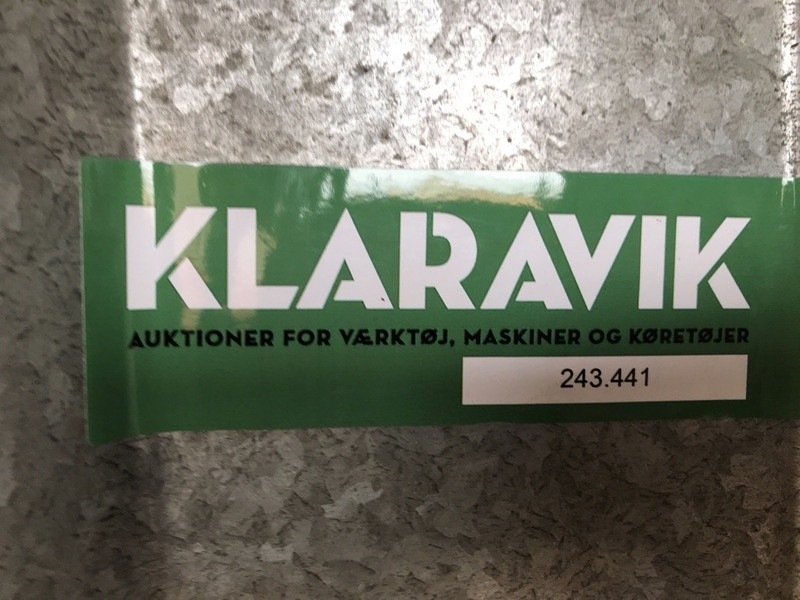 KLARAVIK
AUKTIONER FOR VÆRKTØJ, MASKINER OG KØRETØJER
243.441